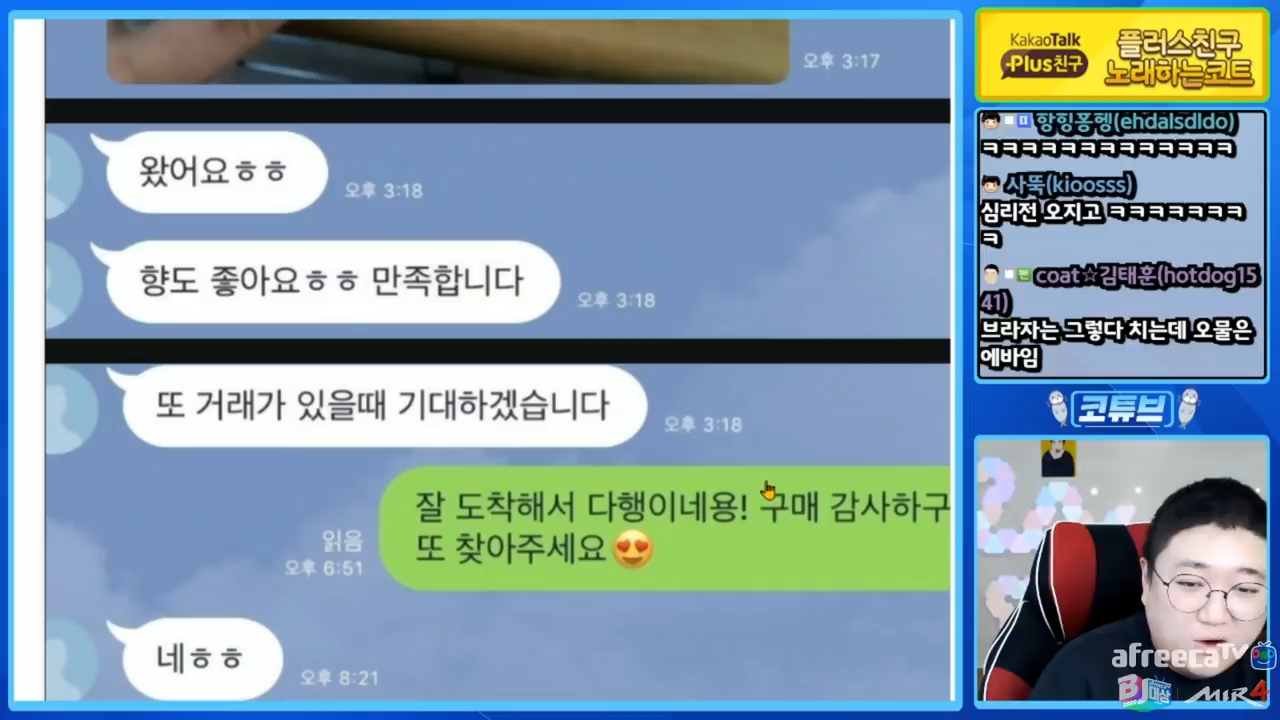 오후 3:17
왔어요ㅎㅎ
오후 3:18
향도 좋아요ㅎㅎ 만족합니다
오후 3:18
또 거래가 있을때 기대하겠습니다
오후 3:18
잘 도착해서 다행이네용! 구매 감사하구
또 찾아주세요😍
읽음
오후 6:51
네ㅎㅎ
오후 8:21
KakaoTalk
Plus친구
플러스친구
노래하는코트
항힝홍헹(ehdalsdldo)
ㅋㅋㅋㅋㅋㅋㅋㅋㅋㅋㅋㅋㅋ
사뚝(kioosss)
심리전 오지고 ㅋㅋㅋㅋㅋㅋㅋ
ㅋ
coat☆김태훈(hotdog15
41)
브라자는 그렇다 치는데 오물은
에바임
코튜브
afreecaTV
BJ대상
MIR4